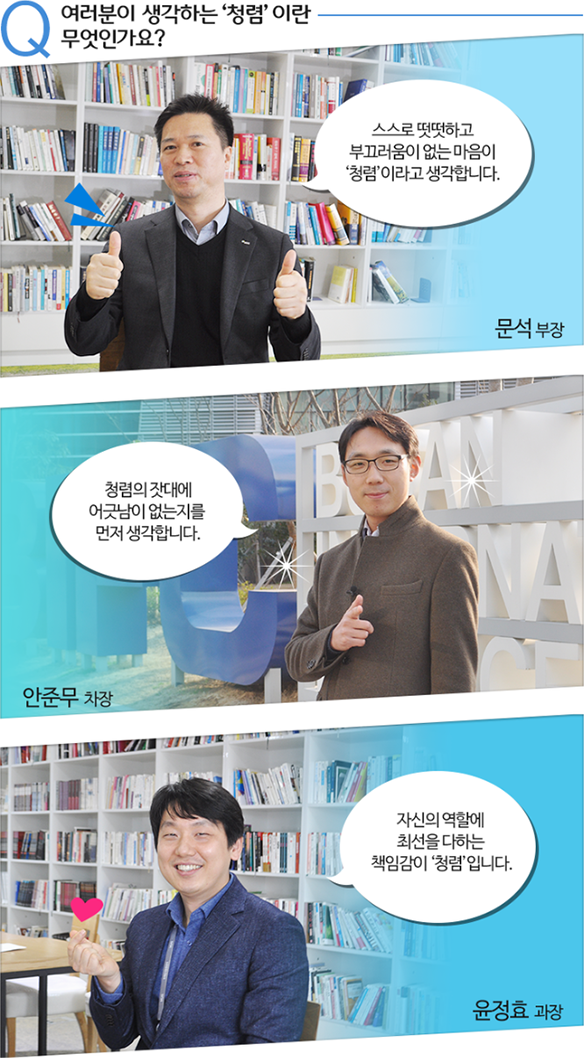 Q 여러분이 생각하는 ‘청렴’ 이란
무엇인가요?
스스로 떳떳하고
부끄러움이 없는 마음이
‘청렴’이라고 생각합니다.
문석 부장
청렴의 잣대에
어긋남이 없는지를
먼저 생각합니다.
안준무 차장
자신의 역할에
최선을 다하는
책임감이 ‘청렴’입니다.
윤정효 과장